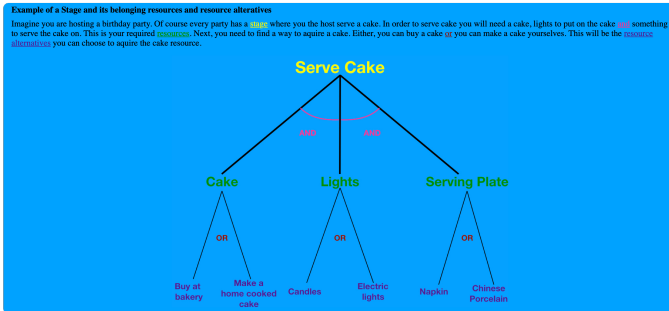 Example of a Stage and its belonging resources and resource alteratives
Imagine you are hosting a birthday party. Of course every party has a stage where you the host serve a cake. In order to serve cake you will need a cake, lights to put on the cake and something
to serve the cake on. This is your required resources. Next, you need to find a way to aquire a cake. Either, you can buy a cake or you can make a cake yourselves. This will be the resource
alternatives you can choose to aquire the cake resource.
Serve Cake
AND AND
Cake Lights Serving Plate
OR OR OR
Buy at
bakery
Make a
home cooked
cake
Candles
Electric
lights
Napkin
Chinese
Porcelain